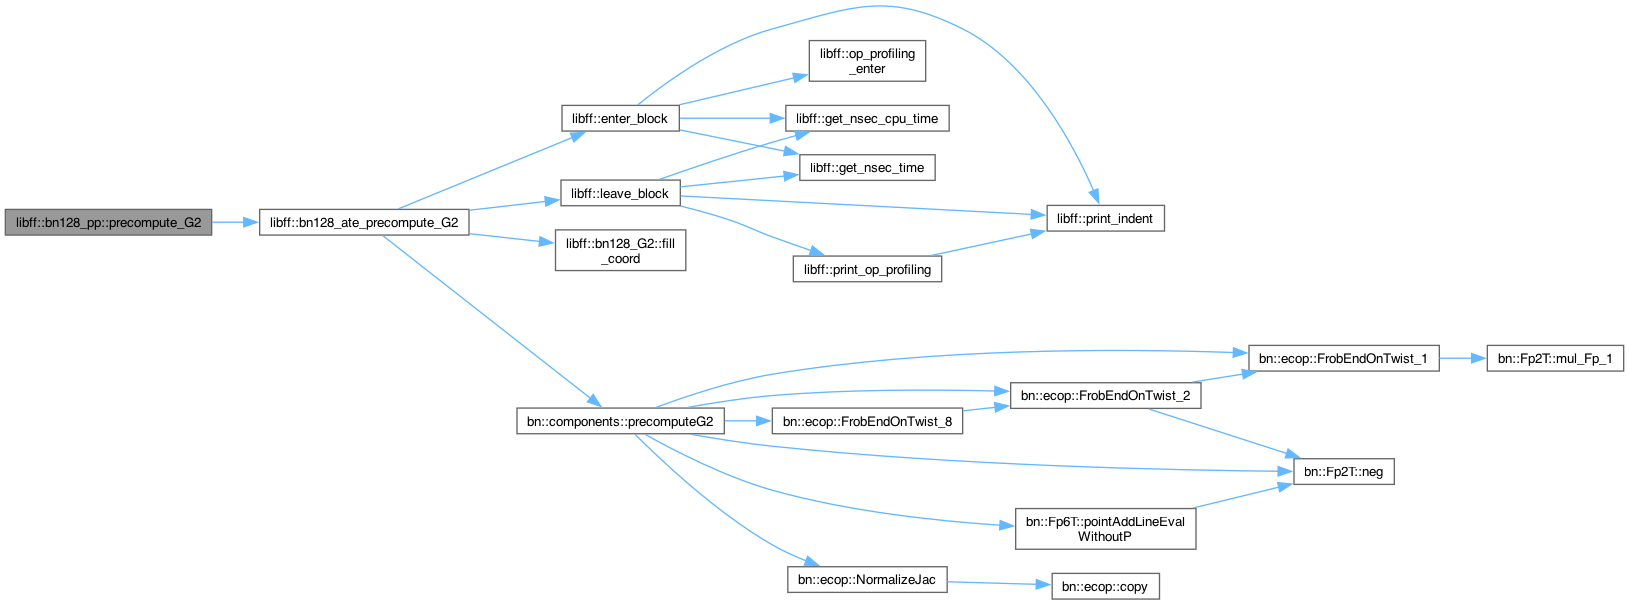 libff::bn128_pp::precompute_G2
libff::bn128_ate_precompute_G2
libff::enter_block
libff::op_profiling
_enter
libff::get_nsec_cpu_time
libff::get_nsec_time
libff::leave_block
libff::print_indent
libff::bn128_G2::fill
_coord
libff::print_op_profiling
bn::components::precomputeG2
bn::ecop::FrobEndOnTwist_8
bn::ecop::FrobEndOnTwist_2
bn::ecop::FrobEndOnTwist_1
bn::Fp2T::mul_Fp_1
bn::Fp2T::neg
bn::Fp6T::pointAddLineEval
WithoutP
bn::ecop::NormalizeJac
bn::ecop::copy